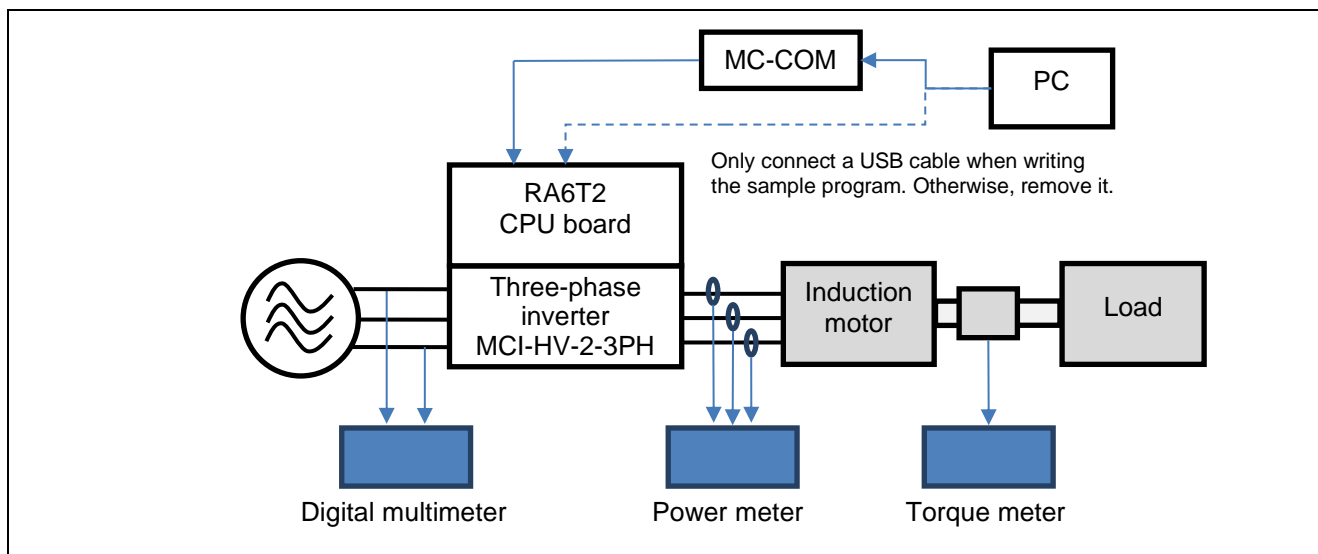 MC-COM
PC
Only connect a USB cable when writing
the sample program. Otherwise, remove it.
RA6T2
CPU board
Three-phase
inverter
MCI-HV-2-3PH
Induction
motor
Load
Digital multimeter
Power meter
Torque meter